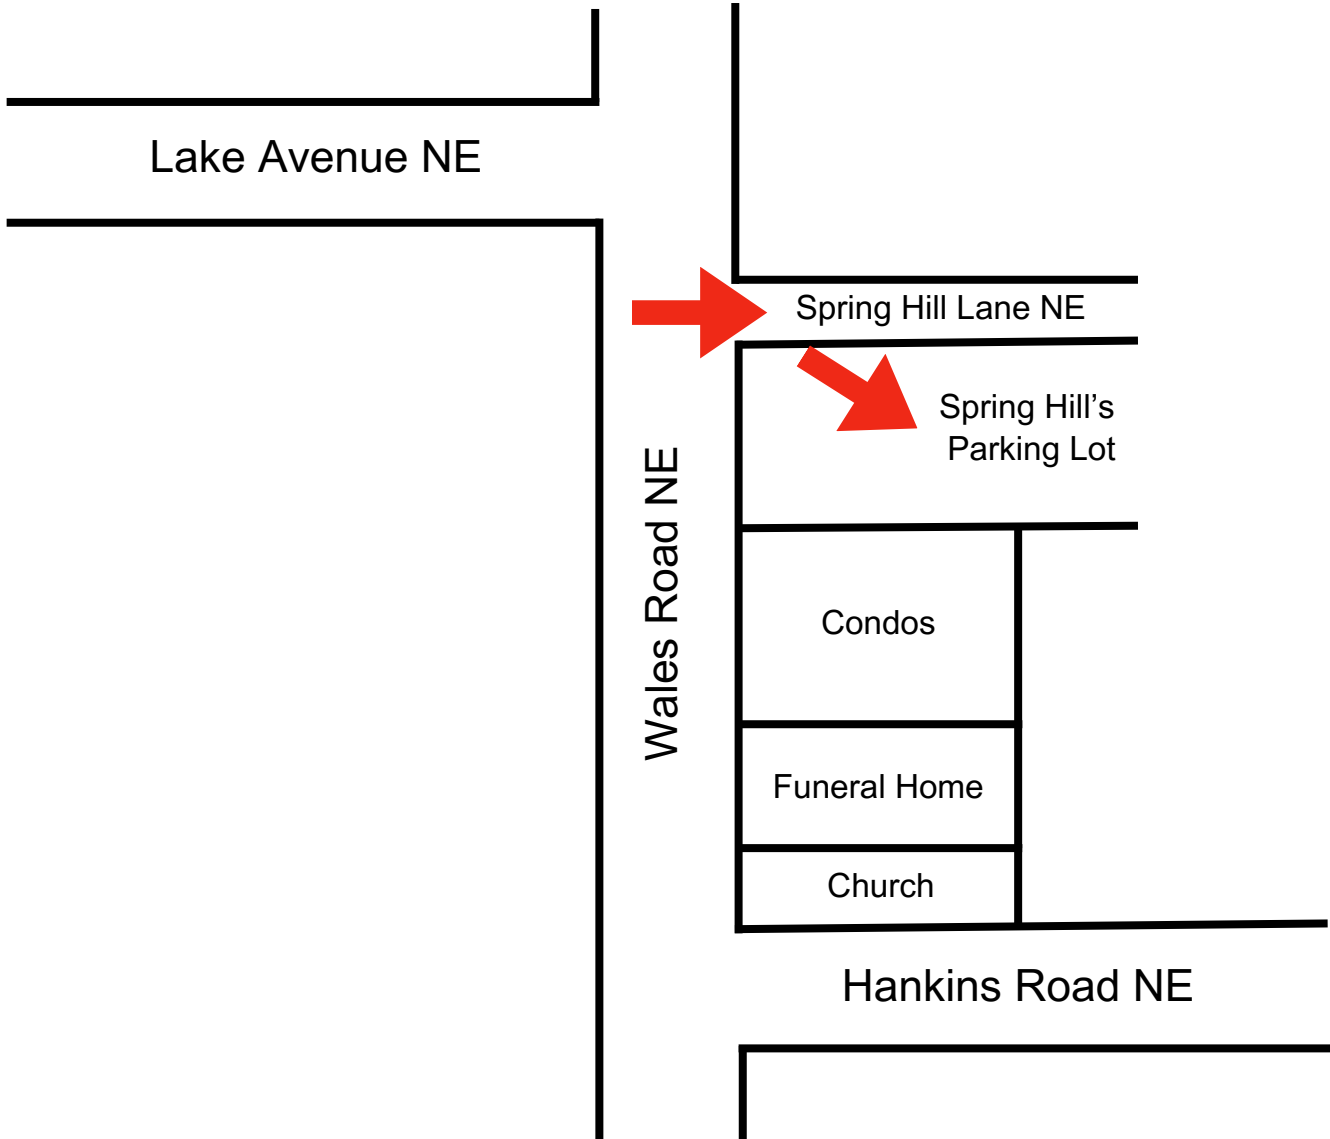 Lake Avenue NE
Spring Hill Lane NE
Spring Hill’s
Parking Lot
Wales Road NE
Condos
Funeral Home
Church
Hankins Road NE